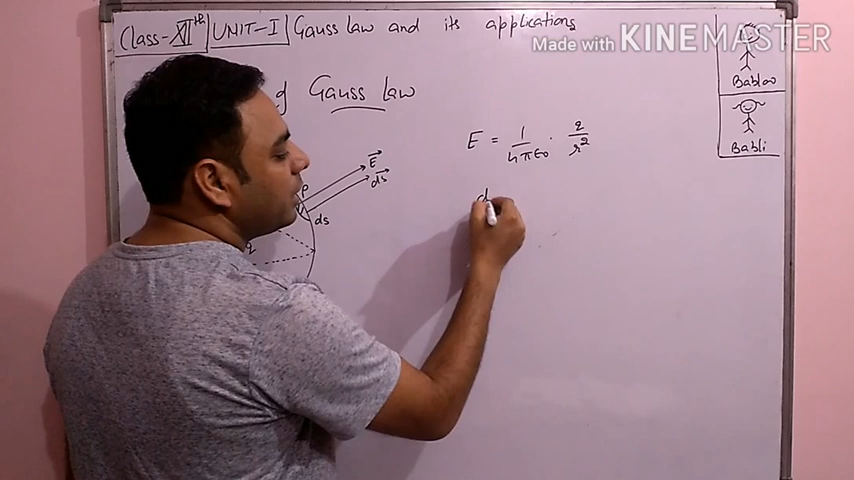 Class-XIIth UNIT-I Gauss Law and its applications
Made with KINEMASTER
Babloo
Gauss Law
E = 1/4πε0 · q/r²
Babli
E
P
ds
ds
q
d